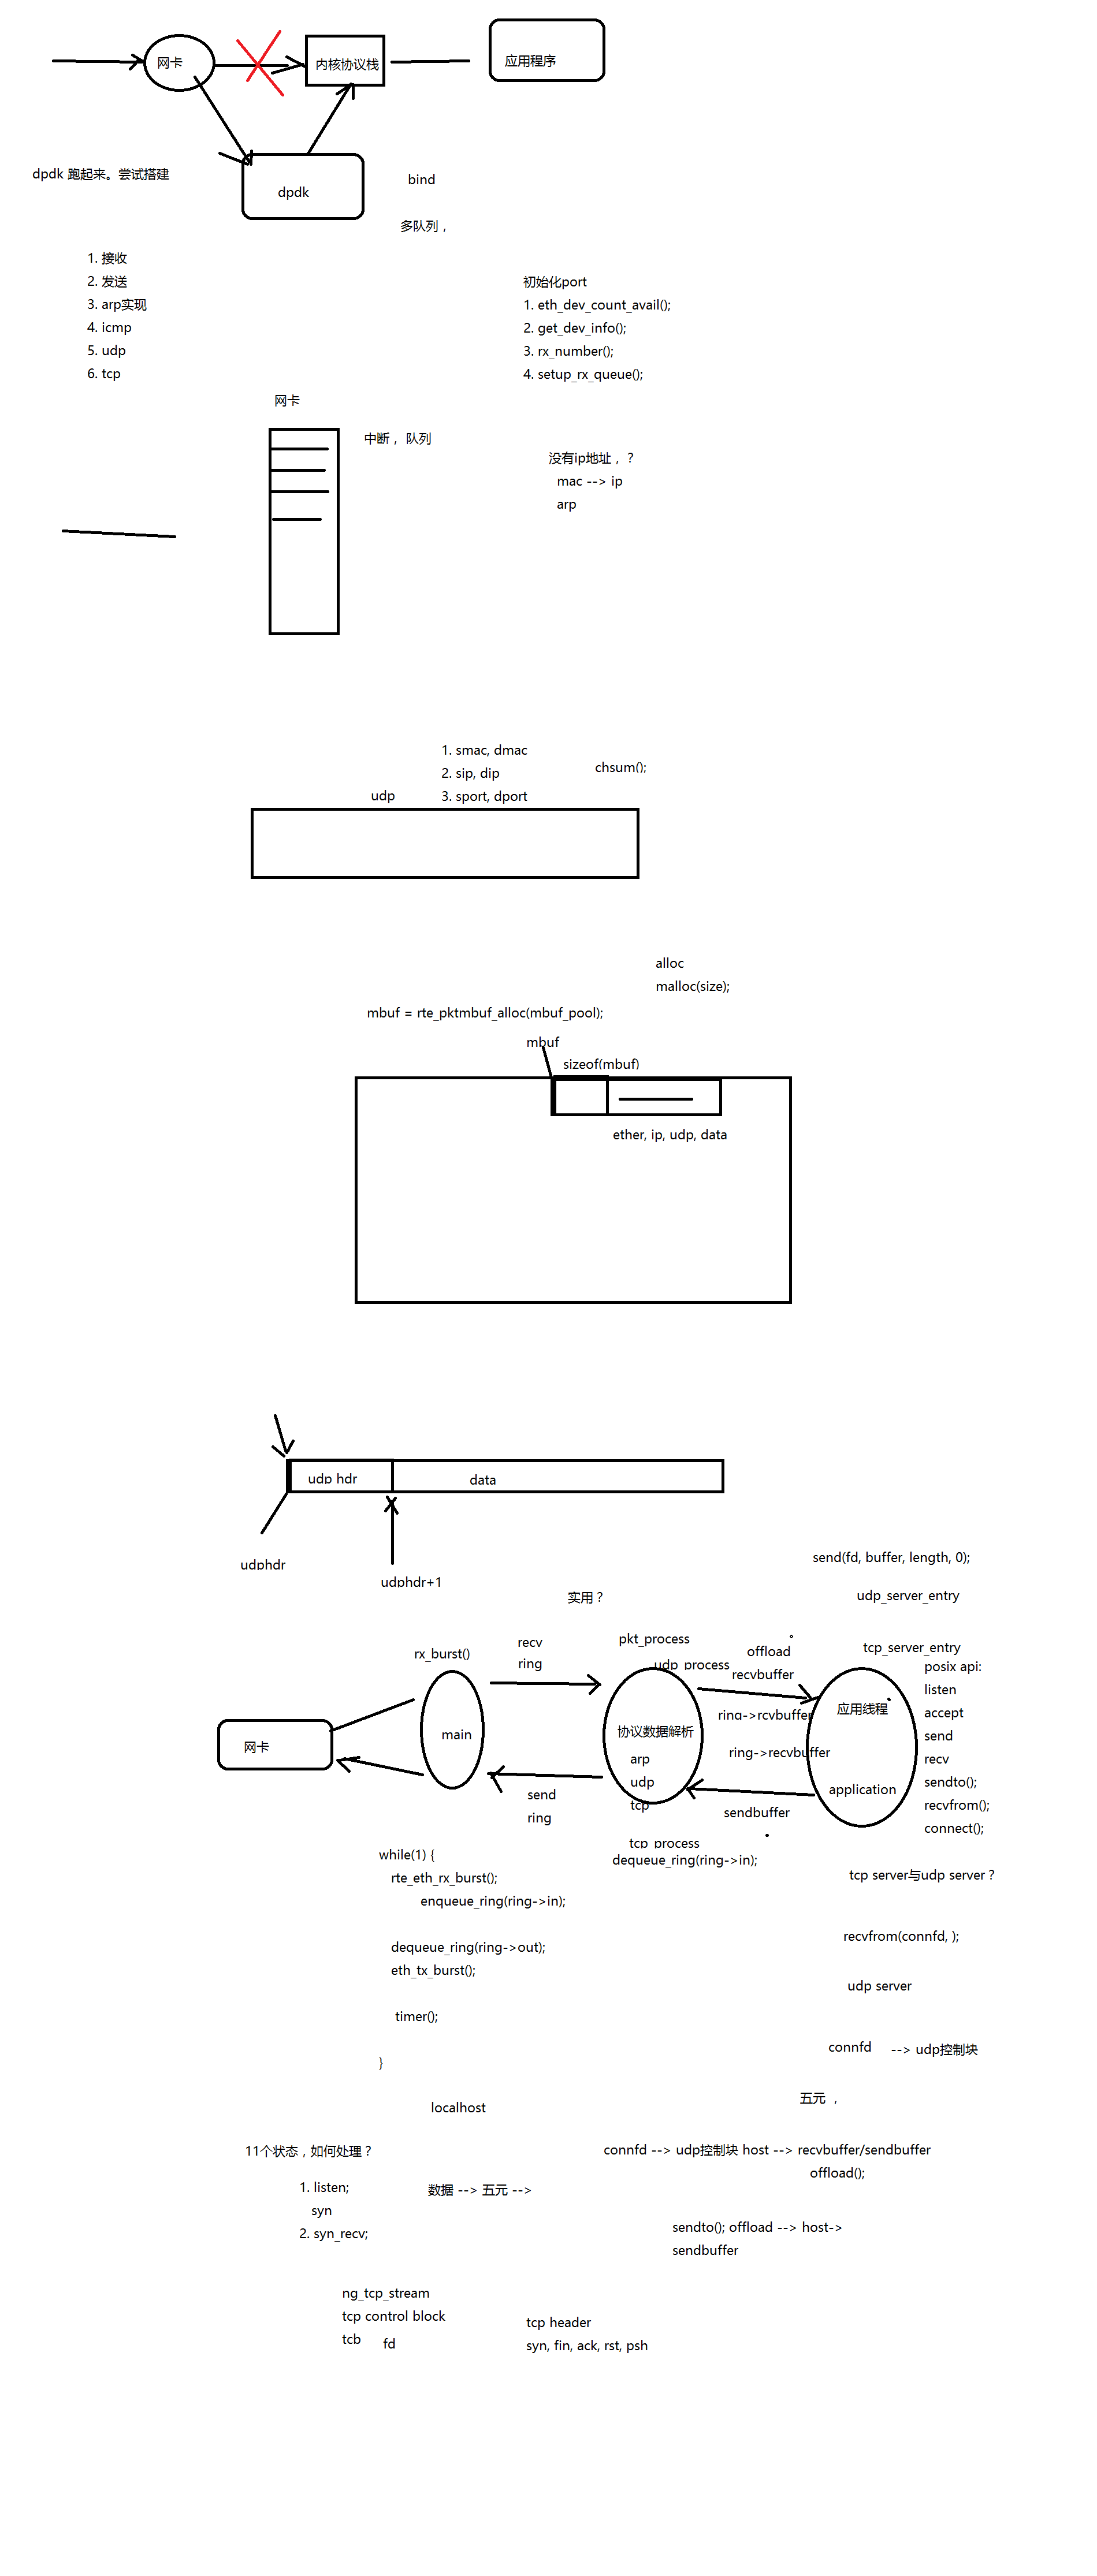 网卡
内核协议栈
应用程序
dpdk 跑起来。尝试搭建
dpdk
bind
多队列，
1. 接收
2. 发送
3. arp实现
4. icmp
5. udp
6. tcp
初始化port
1. eth_dev_count_avail();
2. get_dev_info();
3. rx_number();
4. setup_rx_queue();
网卡
中断， 队列
没有ip地址，？
mac --> ip
arp
1. smac, dmac
2. sip, dip
3. sport, dport
chsum();
udp
alloc
malloc(size);
mbuf = rte_pktmbuf_alloc(mbuf_pool);
mbuf
sizeof(mbuf)
ether, ip, udp, data
udp hdr
data
udphdr
udphdr+1
send(fd, buffer, length, 0);
实用？
udp_server_entry
rx_burst()
recv
ring
pkt_process
udp_process
offload
recvbuffer
tcp_server_entry
posix api:
listen
accept
send
recv
sendto();
recvfrom();
connect();
ring->rcvbuffer
应用线程
网卡
main
协议数据解析
arp
udp
tcp
ring->recvbuffer
application
send
ring
sendbuffer
tcp_process
dequeue_ring(ring->in);
while(1) {
rte_eth_rx_burst();
enqueue_ring(ring->in);
dequeue_ring(ring->out);
eth_tx_burst();
timer();
}
tcp server与udp server？
recvfrom(connfd, );
udp server
connfd
--> udp控制块
五元 ，
localhost
11个状态，如何处理？
1. listen;
syn
2. syn_recv;
数据 --> 五元 -->
connfd --> udp控制块 host --> recvbuffer/sendbuffer
offload();
sendto(); offload --> host->
sendbuffer
ng_tcp_stream
tcp control block
tcb
fd
tcp header
syn, fin, ack, rst, psh